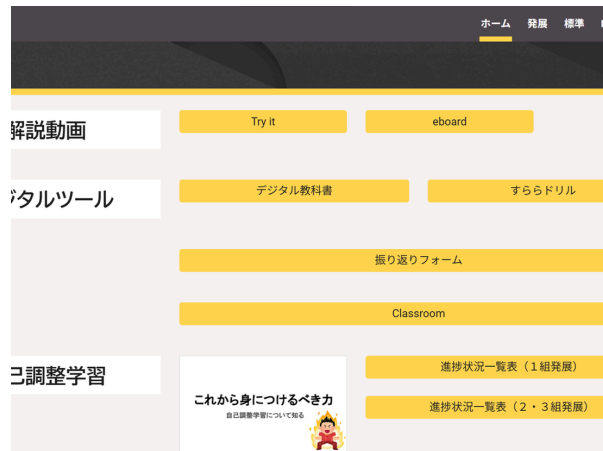 ホーム 発展 標準
解説動画
Try it
eboard
デジタルツール
デジタル教科書
すららドリル
振り返りフォーム
Classroom
己調整学習
これから身につけるべき力
自己調整学習について知る
進捗状況一覧表（１組発展）
進捗状況一覧表（２・３組発展）